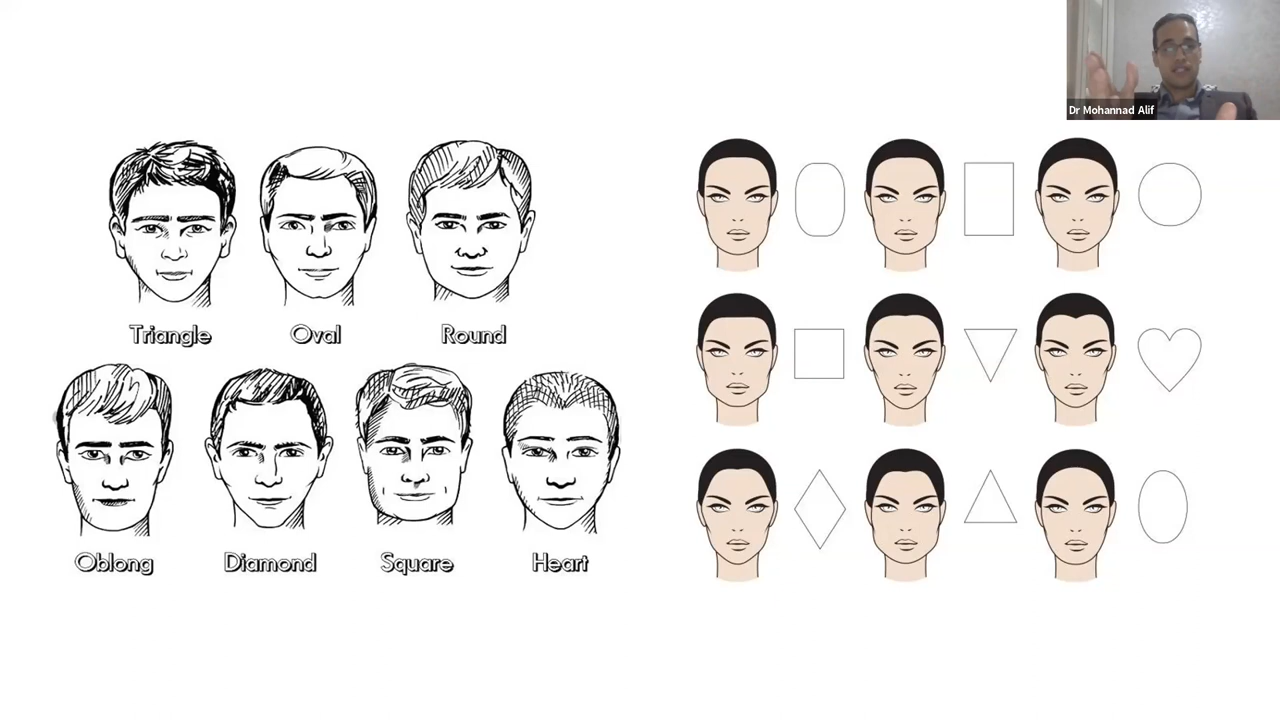 Dr Mohannad Alif
Triangle
Oval
Round
Oblong
Diamond
Square
Heart